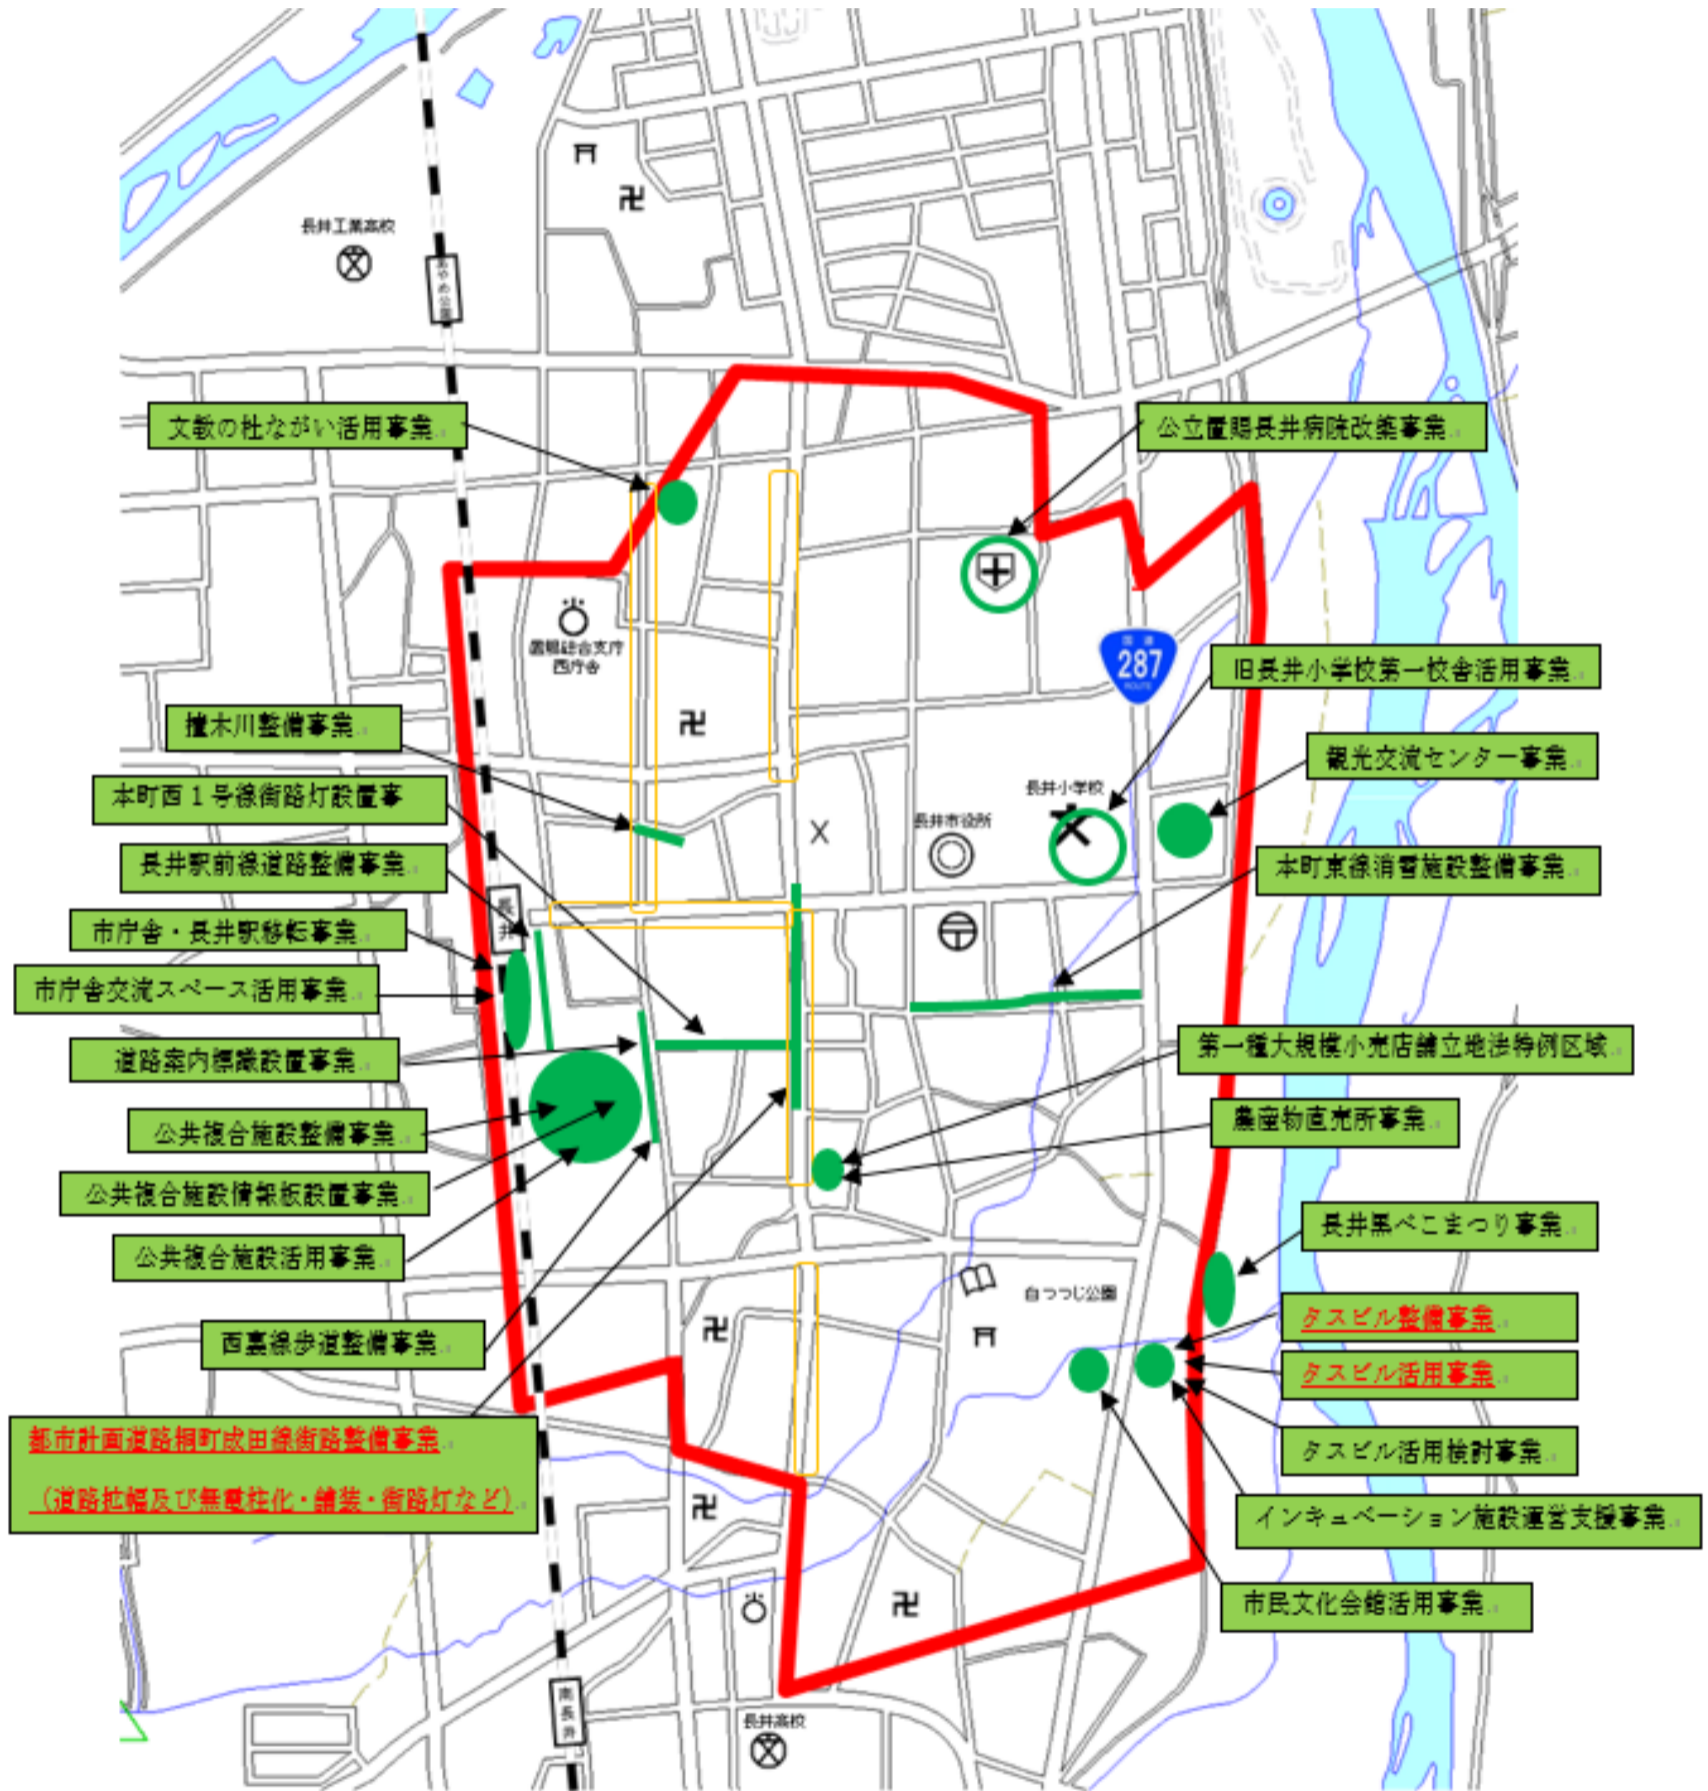 長井工業高校
あやめ公園
文教の杜ながい活用事業
公立置賜長井病院改築事業
置賜総合支庁
西庁舎
国道
287
ROUTE
旧長井小学校第一校舎活用事業
撞木川整備事業
観光交流センター事業
本町西1号線街路灯設置事
長井小学校
長井市役所
長井駅前線道路整備事業
本町東線消雪施設整備事業
長井
市庁舎・長井駅移転事業
市庁舎交流スペース活用事業
道路案内標識設置事業
第一種大規模小売店舗立地法特例区域
公共複合施設整備事業
農産物直売所事業
公共複合施設情報板設置事業
長井黒べこまつり事業
公共複合施設活用事業
白つつじ公園
タスビル整備事業
西裏線歩道整備事業
タスビル活用事業
都市計画道路桐町成田線街路整備事業
(道路拡幅及び無電柱化・舗装・街路灯など)
タスビル活用検討事業
インキュベーション施設運営支援事業
市民文化会館活用事業
南長井
長井高校